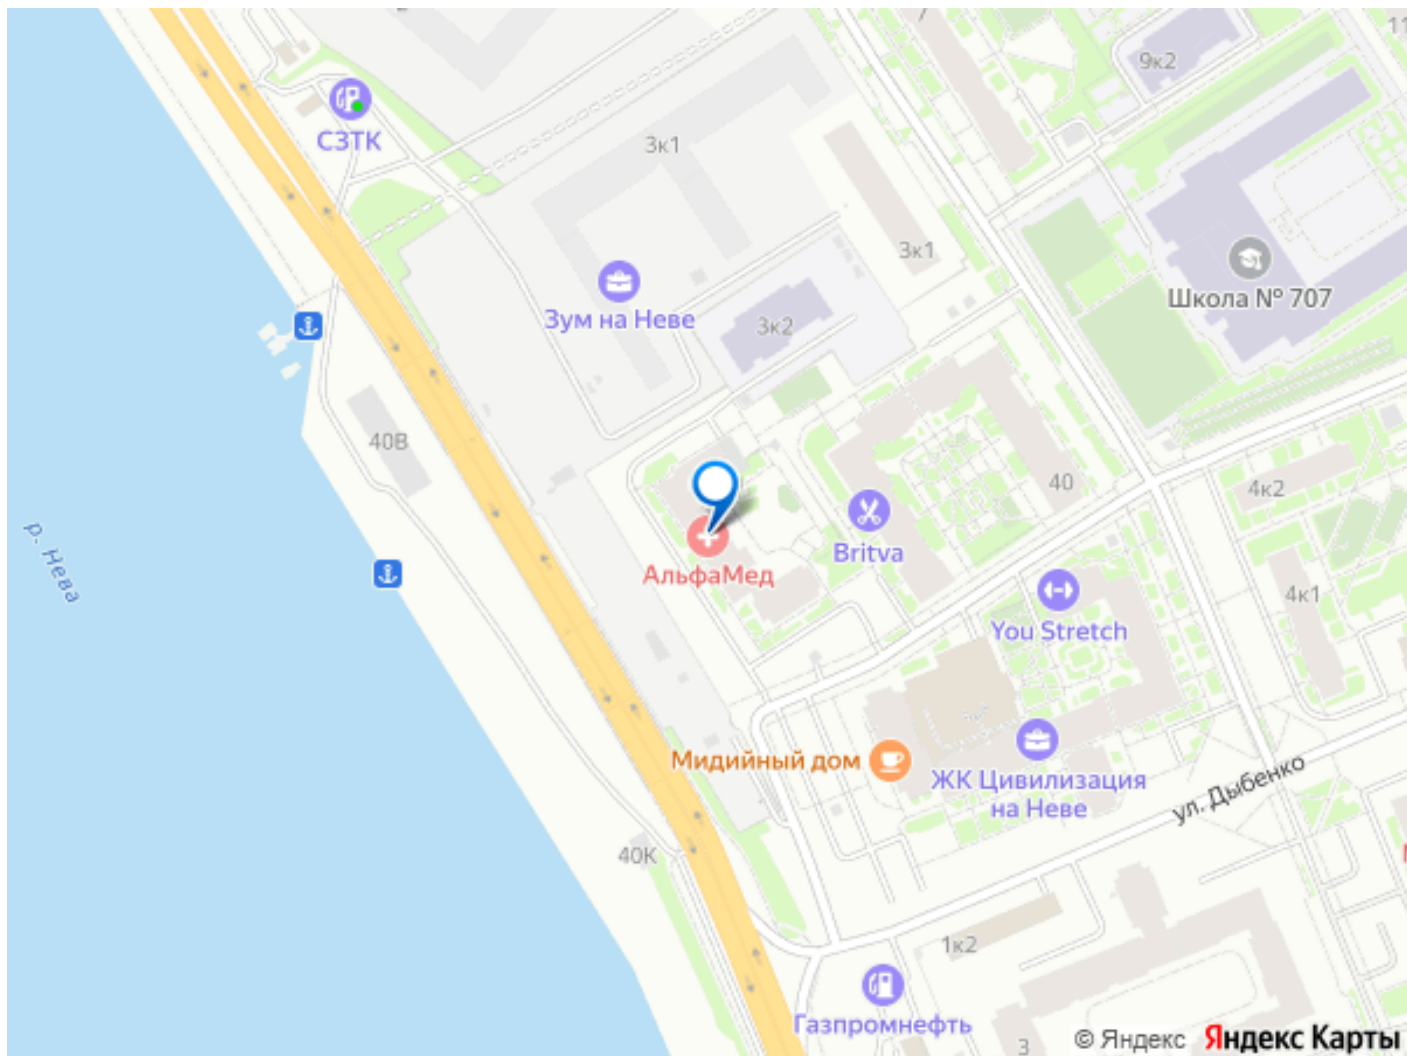 9к2
СЗТК
3к1
3к1
Школа № 707
Зум на Неве
3к2
40В
40
4к2
р. Нева
Britva
АльфаМед
4к1
You Stretch
Мидийный дом
ЖК Цивилизация
на Неве
ул. Дыбенко
40К
1к2
Газпромнефть
3
© Яндекс Яндекс Карты